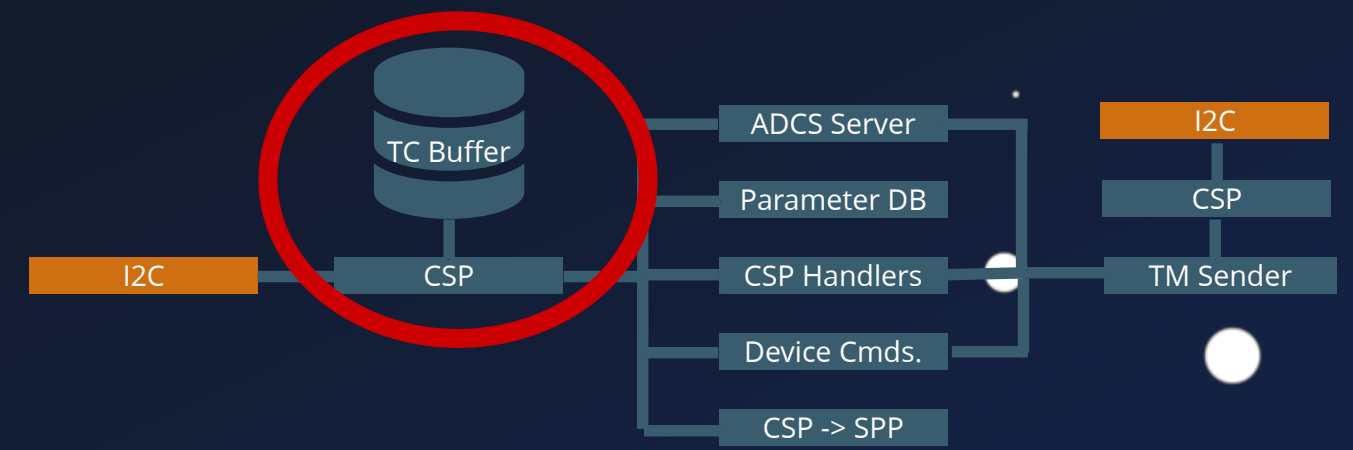 TC Buffer
I2C
CSP
ADCS Server
Parameter DB
CSP Handlers
Device Cmds.
CSP -> SPP
I2C
CSP
TM Sender